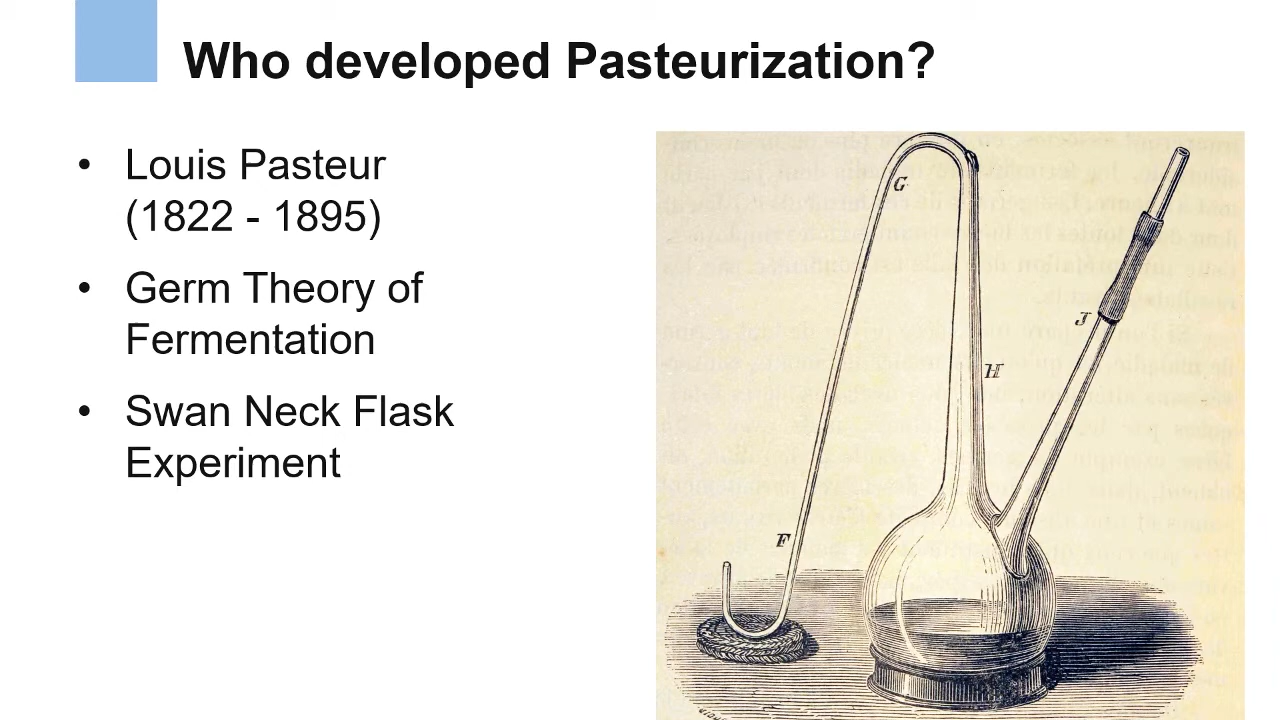 Who developed Pasteurization?
• Louis Pasteur
(1822 - 1895)
• Germ Theory of
Fermentation
• Swan Neck Flask
Experiment
G
J
H
F